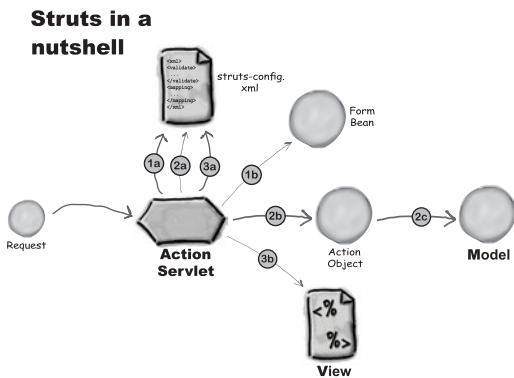 Struts in a
nutshell
<xml>
<validate>
....
</validate>
<mapping>
....
</mapping>
</xml>
struts-config.
xml
Form
Bean
1a
2a
3a
1b
2b
2c
3b
Request
Action
Servlet
Action
Object
Model
<%
%>
View